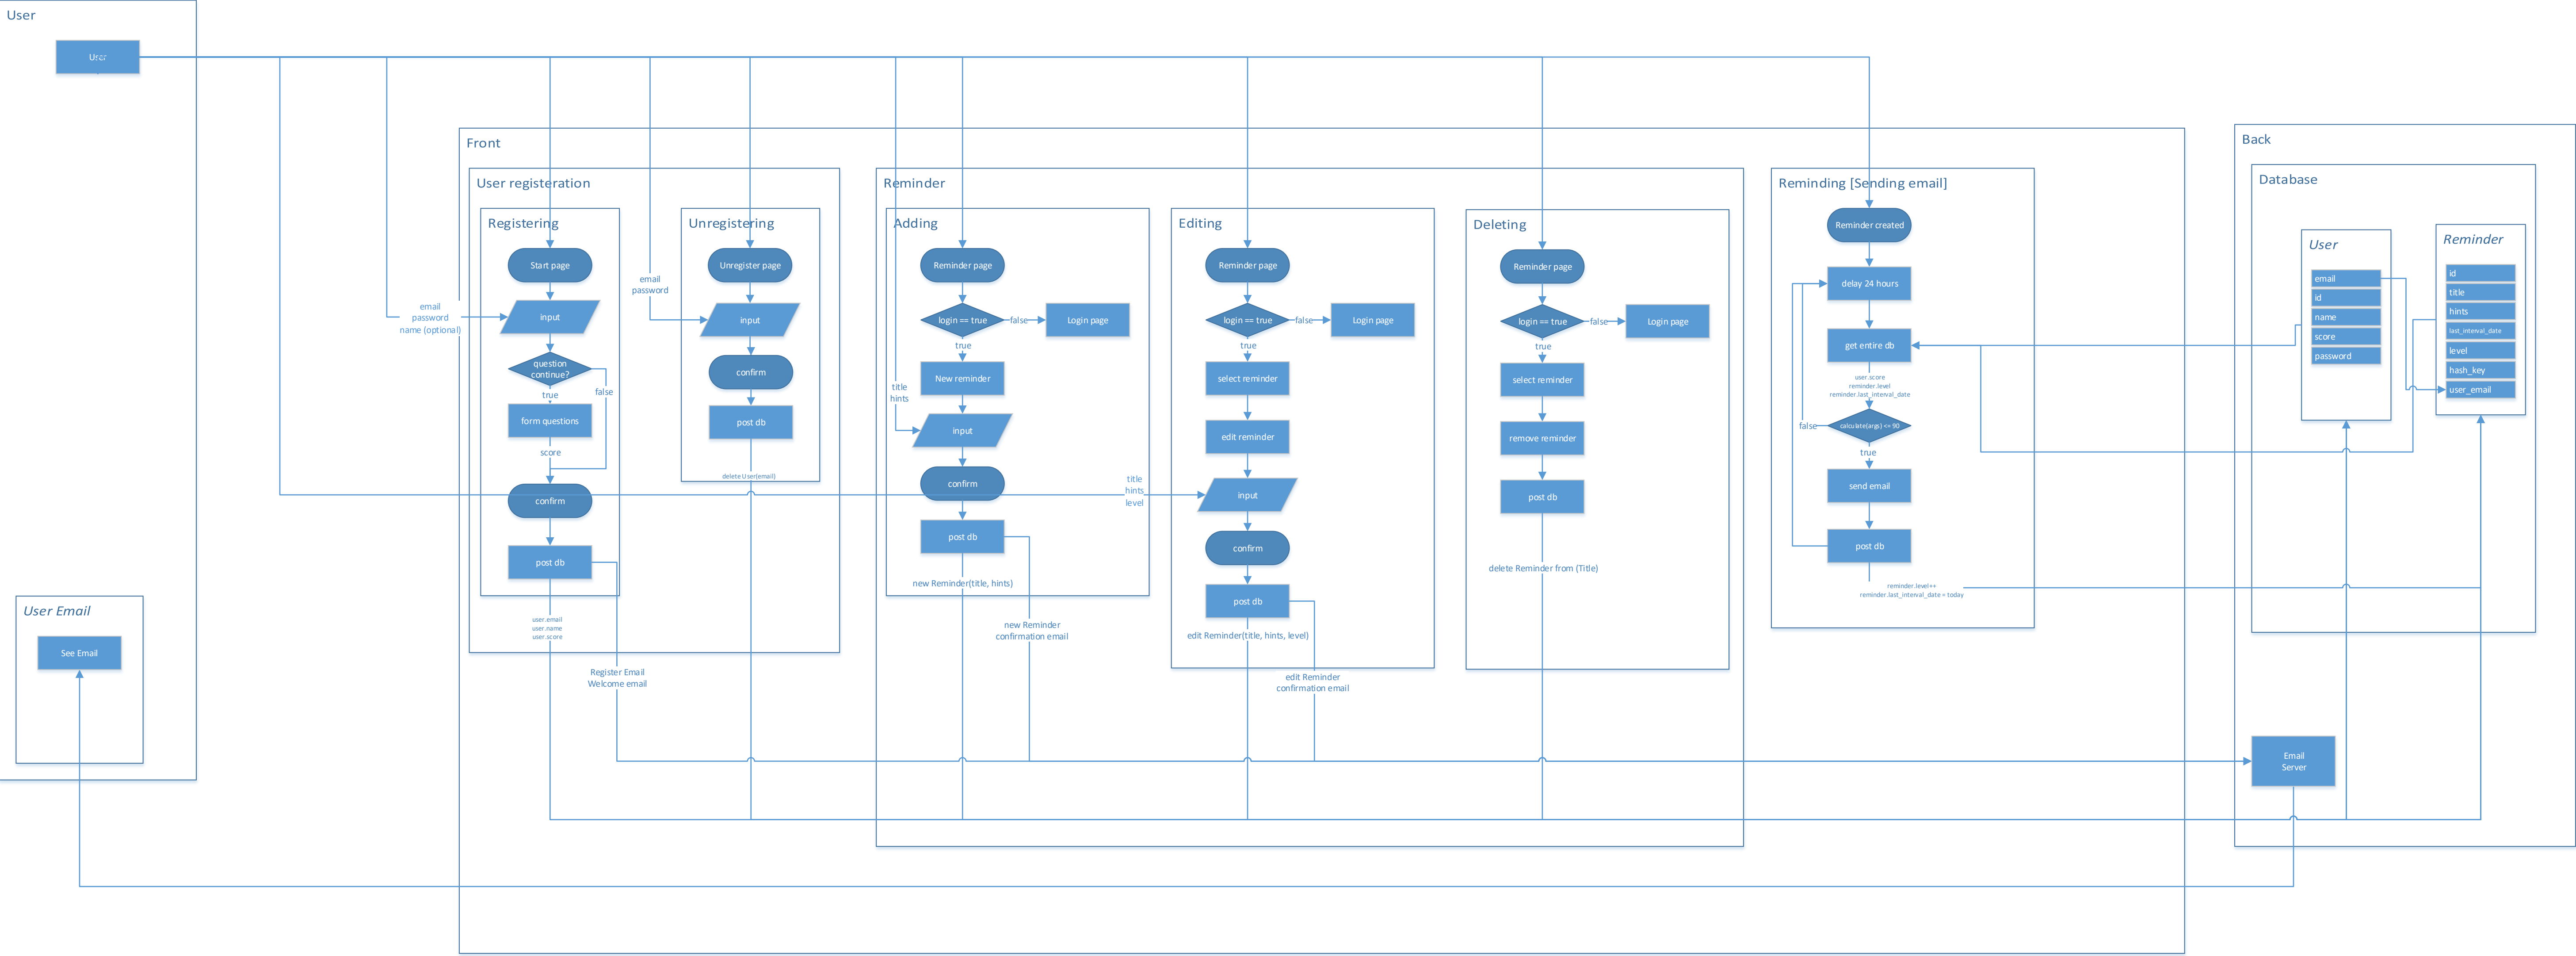 User
User
User Email
See Email
Front
User registeration
Registering
Start page
email
password
name (optional)
input
question
continue?
true
false
form questions
score
confirm
post db
user.email
user.name
user.score
Register Email
Welcome email
Unregistering
Unregister page
email
password
input
confirm
post db
deleteUser(email)
Reminder
Adding
Reminder page
login == true
false
Login page
true
New reminder
title
hints
input
confirm
post db
new Reminder(title, hints)
new Reminder
confirmation email
Editing
Reminder page
login == true
false
Login page
true
select reminder
edit reminder
title
hints
level
input
confirm
post db
edit Reminder(title, hints, level)
edit Reminder
confirmation email
Deleting
Reminder page
login == true
false
Login page
true
select reminder
remove reminder
post db
delete Reminder from (Title)
Reminding [Sending email]
Reminder created
delay 24 hours
get entire db
user.score
reminder.level
reminder.last_interval_date
false
calculate(args) <= 90
true
send email
post db
reminder.level++
reminder.last_interval_date = today
Back
Database
User
email
id
name
score
password
Reminder
id
title
hints
last_interval_date
level
hash_key
user_email
Email
Server